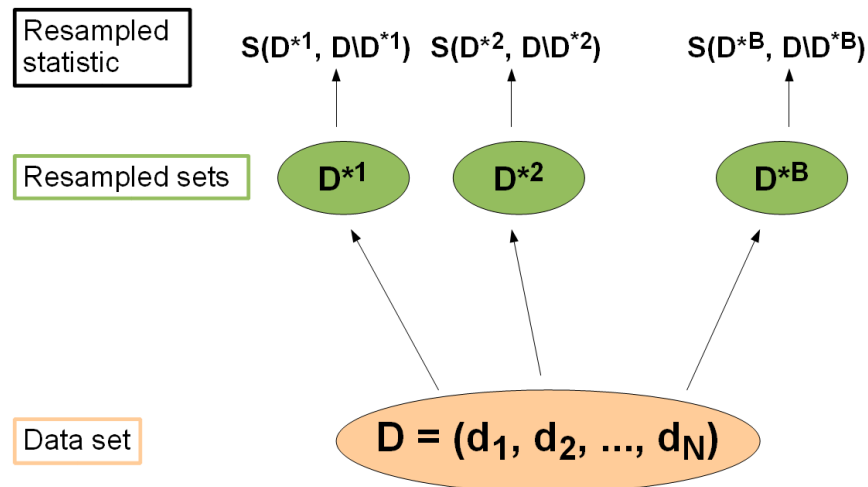 Resampled
statistic
S(D*1, D\D*1)
S(D*2, D\D*2)
S(D*B, D\D*B)
Resampled sets
D*1
D*2
D*B
Data set
D = (d1, d2, ..., dN)